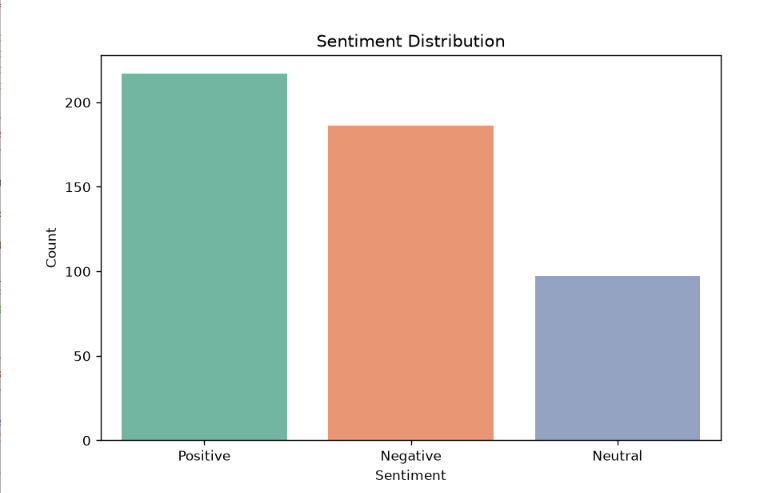 Sentiment Distribution
Count
200
150
100
50
0
Positive Negative Neutral
Sentiment